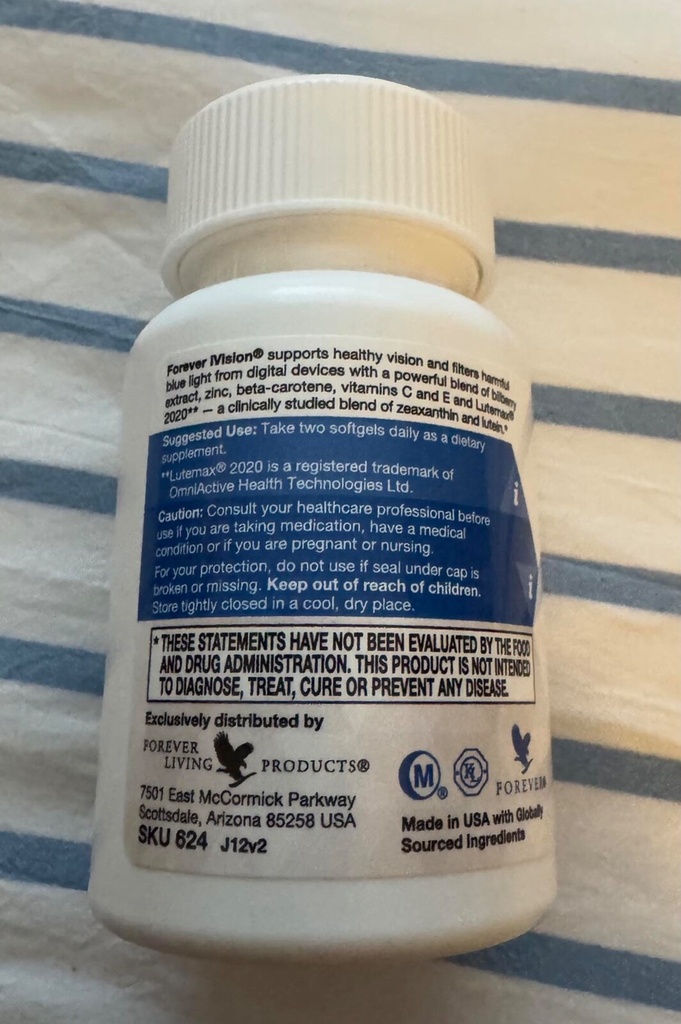 Forever iVision® supports healthy vision and filters harmful
blue light from digital devices with a powerful blend of bilberry
extract, zinc, beta-carotene, vitamins C and E and Lutemax®
2020** – a clinically studied blend of zeaxanthin and lutein.*
Suggested Use: Take two softgels daily as a dietary
supplement.
**Lutemax® 2020 is a registered trademark of
OmniActive Health Technologies Ltd.
Caution: Consult your healthcare professional before
use if you are taking medication, have a medical
condition or if you are pregnant or nursing.
For your protection, do not use if seal under cap is
broken or missing. Keep out of reach of children.
Store tightly closed in a cool, dry place.
* THESE STATEMENTS HAVE NOT BEEN EVALUATED BY THE FOOD
AND DRUG ADMINISTRATION. THIS PRODUCT IS NOT INTENDED
TO DIAGNOSE, TREAT, CURE OR PREVENT ANY DISEASE.
Exclusively distributed by
FOREVER
LIVING PRODUCTS®
7501 East McCormick Parkway
Scottsdale, Arizona 85258 USA
SKU 624 J12v2
M® KL FOREVER®
Made in USA with Globally
Sourced Ingredients
i
i